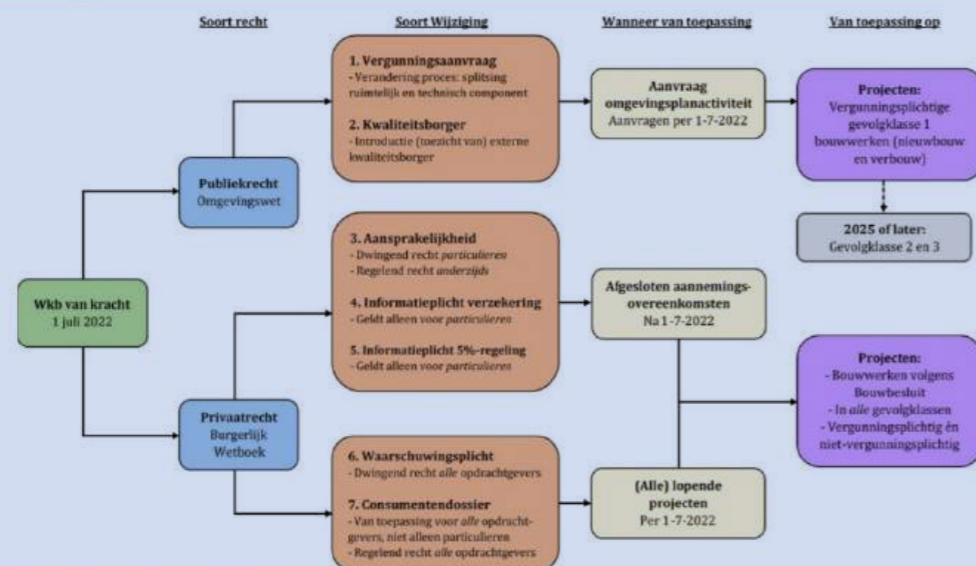 Soort recht
Soort Wijziging
Wanneer van toepassing
Van toepassing op
Wkb van kracht
1 juli 2022
Publiekrecht
Omgevingswet
1. Vergunningsaanvraag
- Verandering proces: splitsing
ruimtelijk en technisch component
2. Kwaliteitsborger
- Introductie (toezicht van) externe
kwaliteitsborger
Aanvraag
omgevingsplanactiviteit
Aanvragen per 1-7-2022
Projecten:
Vergunningsplichtige
gevolgklasse 1
bouwwerken (nieuwbouw
en verbouw)
2025 of later:
Gevolgklasse 2 en 3
Privaatrecht
Burgerlijk
Wetboek
3. Aansprakelijkheid
- Dwingend recht particulieren
- Regelend recht anderzijds
4. Informatieplicht verzekering
- Geldt alleen voor particulieren
5. Informatieplicht 5%-regeling
- Geldt alleen voor particulieren
Afgesloten aannemings-
overeenkomsten
Na 1-7-2022
6. Waarschuwingsplicht
- Dwingend recht alle opdrachtgevers
7. Consumentendossier
- Van toepassing voor alle opdracht-
gevers, niet alleen particulieren
- Regelend recht alle opdrachtgevers
(Alle) lopende
projecten
Per 1-7-2022
Projecten:
- Bouwwerken volgens
Bouwbesluit
- In alle gevolgklassen
- Vergunningsplichtig én
niet-vergunningsplichtig